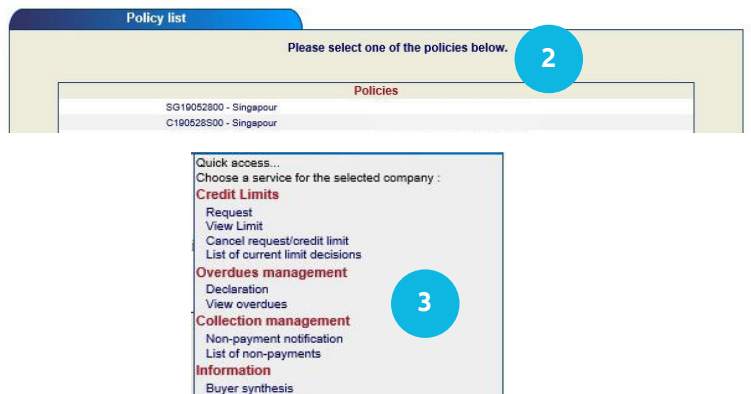 Policy list
Please select one of the policies below.
2
Policies
SG19052800 - Singapour
C190528S00 - Singapour
Quick access...
Choose a service for the selected company :
Credit Limits
Request
View Limit
Cancel request/credit limit
List of current limit decisions
Overdues management
Declaration
View overdues
3
Collection management
Non-payment notification
List of non-payments
Information
Buyer synthesis